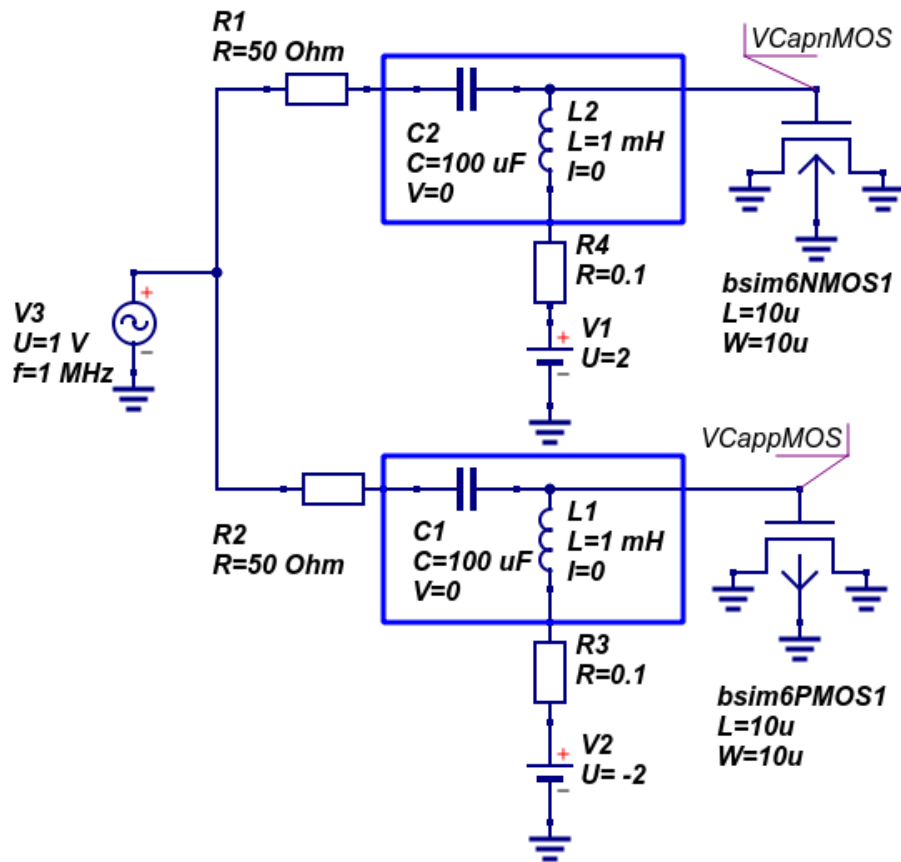 R1
R=50 Ohm
VCapnMOS
C2
C=100 uF
V=0
L2
L=1 mH
I=0
R4
R=0.1
bsim6NMOS1
L=10u
W=10u
V3
U=1 V
f=1 MHz
+
−
V1
U=2
+
−
VCappMOS
R2
R=50 Ohm
C1
C=100 uF
V=0
L1
L=1 mH
I=0
R3
R=0.1
bsim6PMOS1
L=10u
W=10u
V2
U= -2
+
−